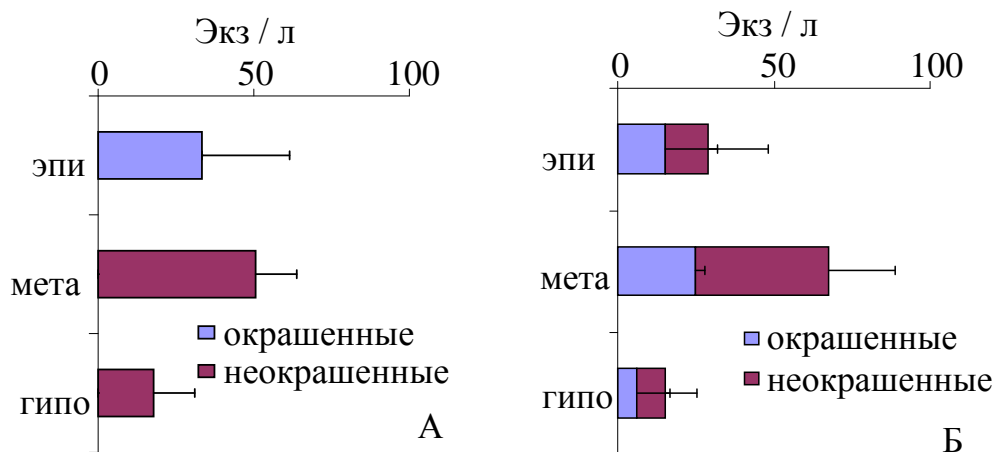 Экз / л
0 50 100
эпи
мета
гипо
окрашенные
неокрашенные
А
Экз / л
0 50 100
эпи
мета
гипо
окрашенные
неокрашенные
Б